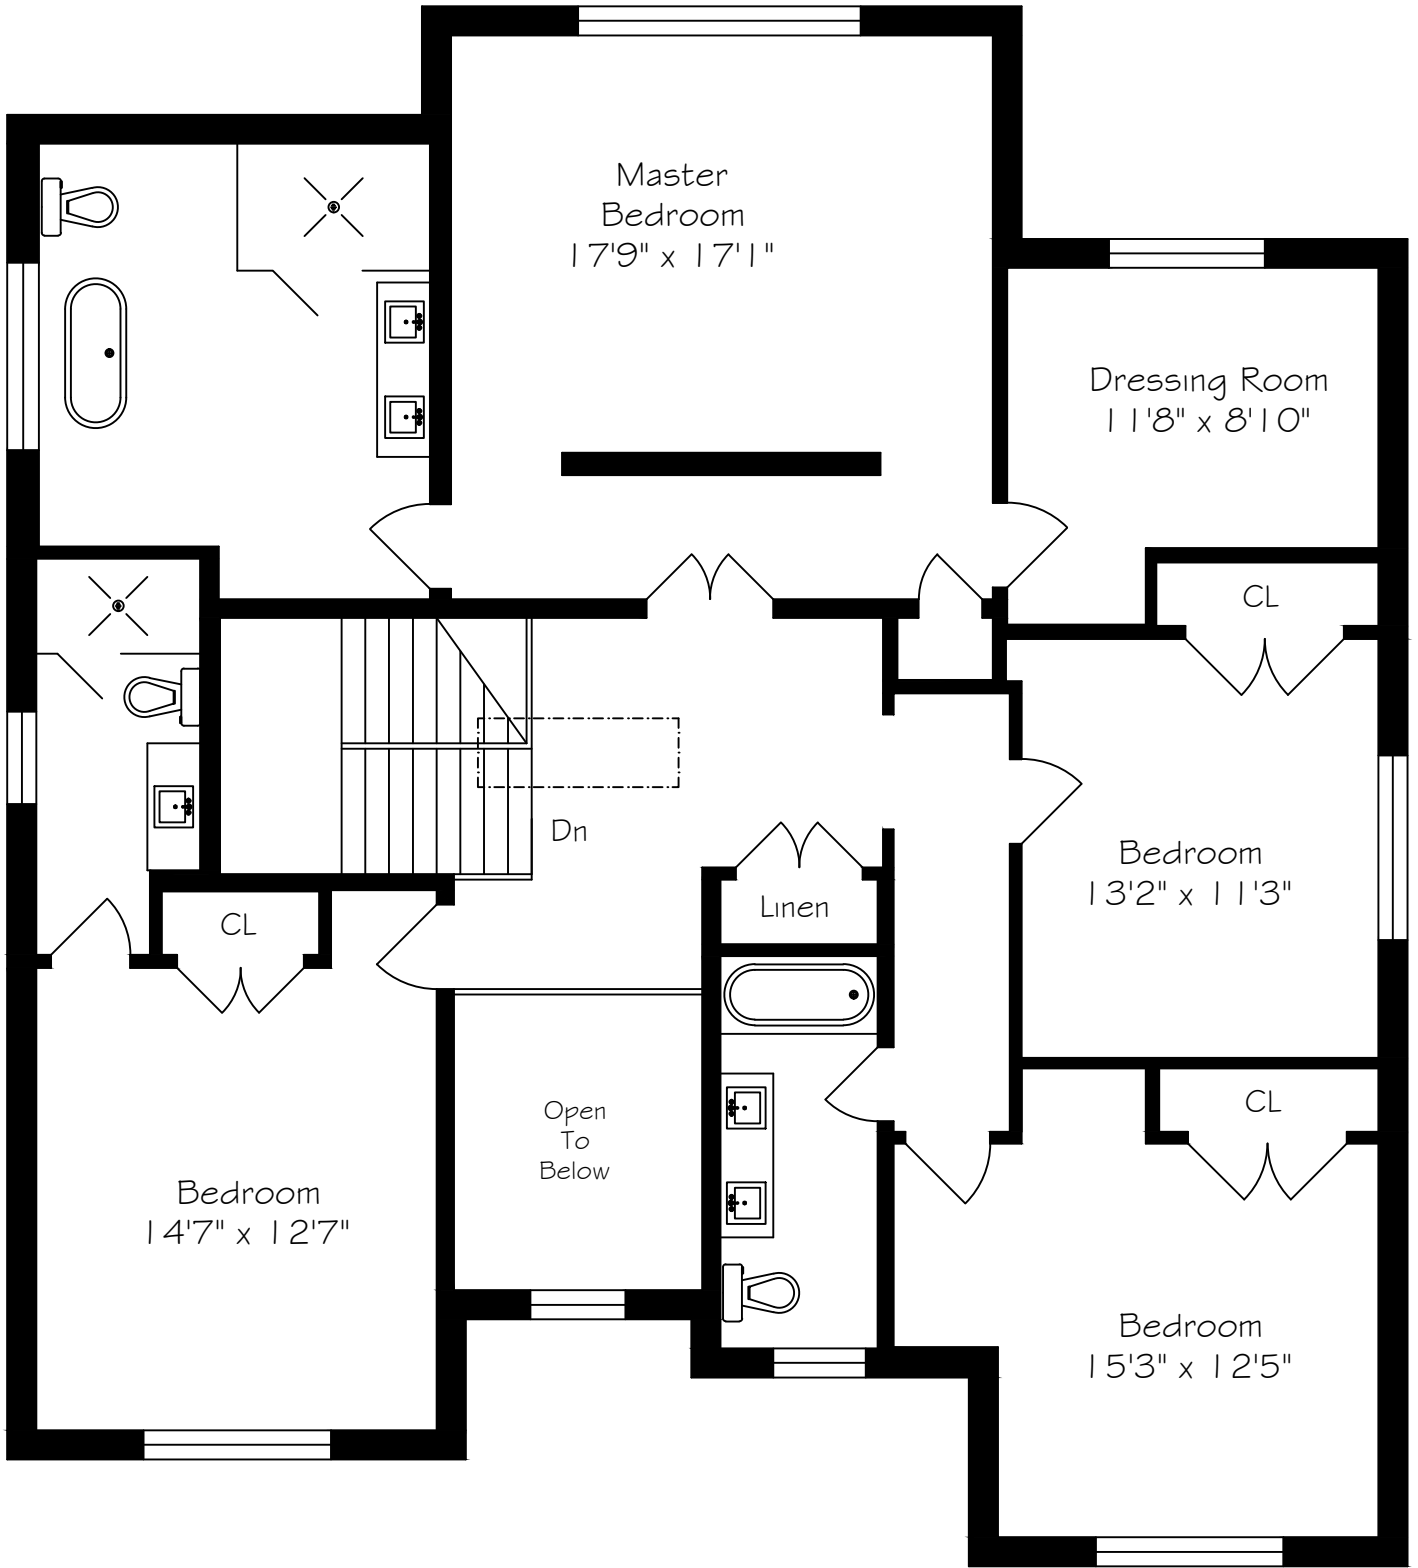 Master
Bedroom
17'9" x 17'1"
Dressing Room
11'8" x 8'10"
CL
Dn
Bedroom
13'2" x 11'3"
Linen
CL
CL
Open
To
Below
Bedroom
14'7" x 12'7"
Bedroom
15'3" x 12'5"